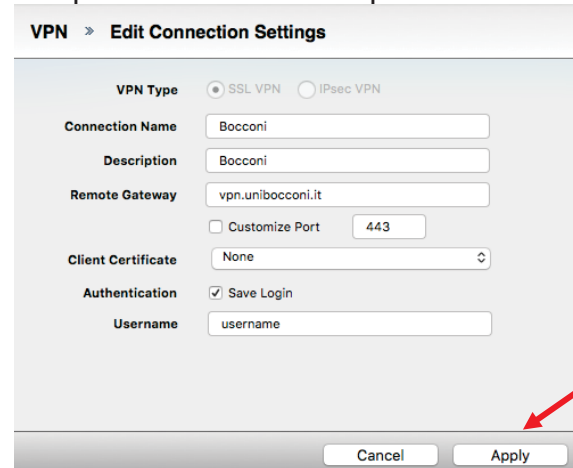 VPN » Edit Connection Settings
VPN Type SSL VPN IPsec VPN
Connection Name Bocconi
Description Bocconi
Remote Gateway vpn.unibocconi.it
Customize Port 443
Client Certificate None
Authentication Save Login
Username username
Cancel Apply